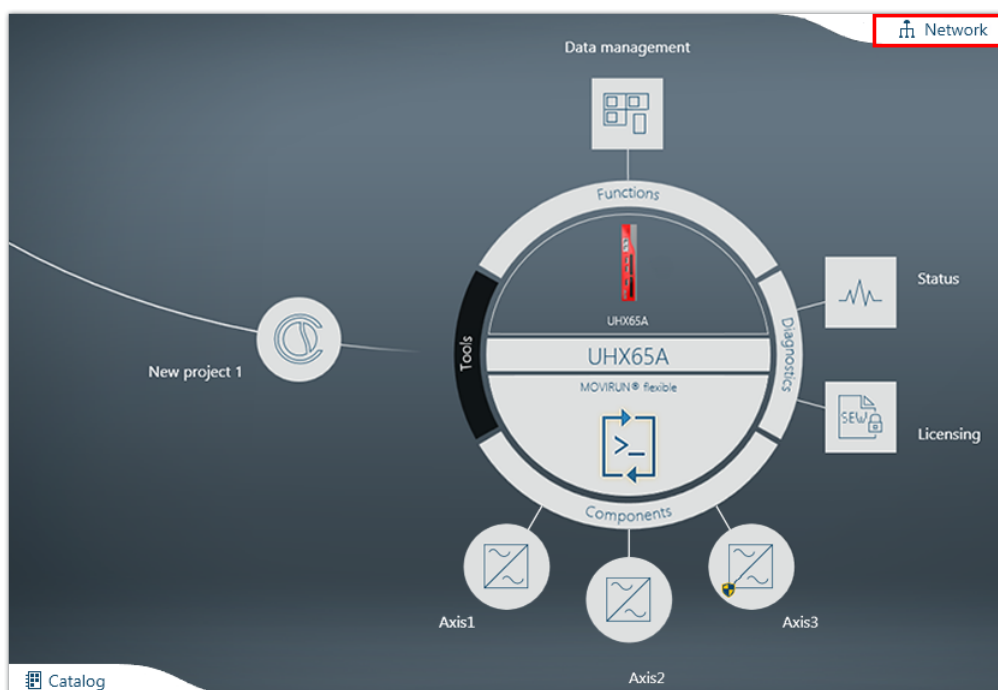 Network
Data management
Functions
UHX65A
Status
Tools
Diagnostics
UHX65A
New project 1
MOVIRUN® flexible
SEW
Licensing
>_
Components
Axis1
Axis3
Axis2
Catalog